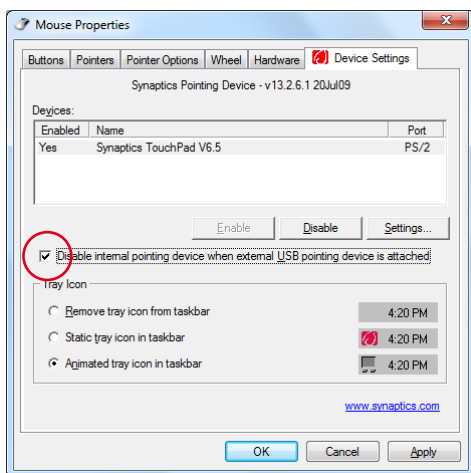 Mouse Properties
Buttons Pointers Pointer Options Wheel Hardware Device Settings
Synaptics Pointing Device - v13.2.6.1 20Jul09
Devices:
Enabled Name Port
Yes Synaptics TouchPad V6.5 PS/2
Enable Disable Settings...
Disable internal pointing device when external USB pointing device is attached
Tray Icon
Remove tray icon from taskbar 4:20 PM
Static tray icon in taskbar 4:20 PM
Animated tray icon in taskbar 4:20 PM
www.synaptics.com
OK Cancel Apply